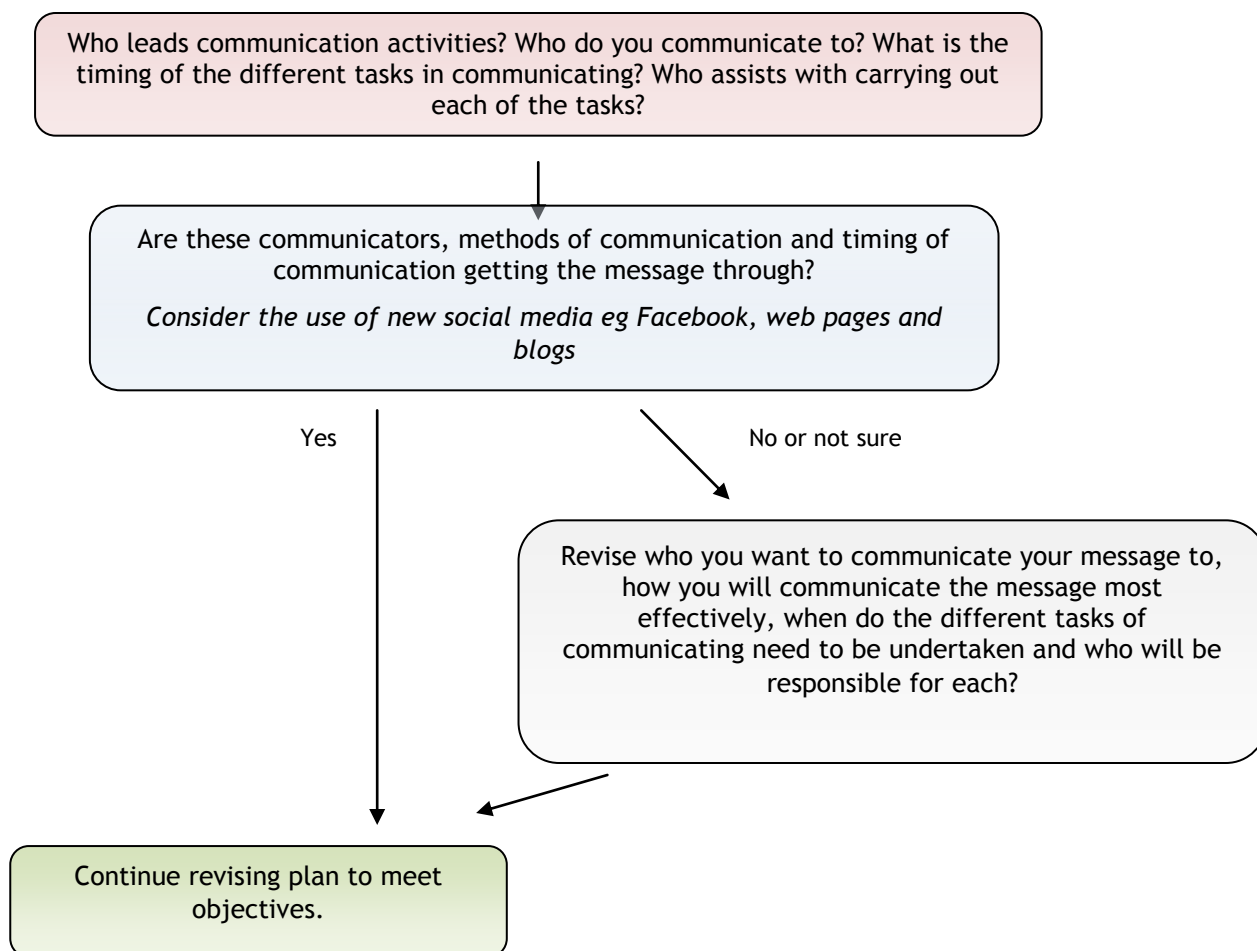 Who leads communication activities? Who do you communicate to? What is the
timing of the different tasks in communicating? Who assists with carrying out
each of the tasks?
Are these communicators, methods of communication and timing of
communication getting the message through?
Consider the use of new social media eg Facebook, web pages and
blogs
Yes
No or not sure
Revise who you want to communicate your message to,
how you will communicate the message most
effectively, when do the different tasks of
communicating need to be undertaken and who will be
responsible for each?
Continue revising plan to meet
objectives.